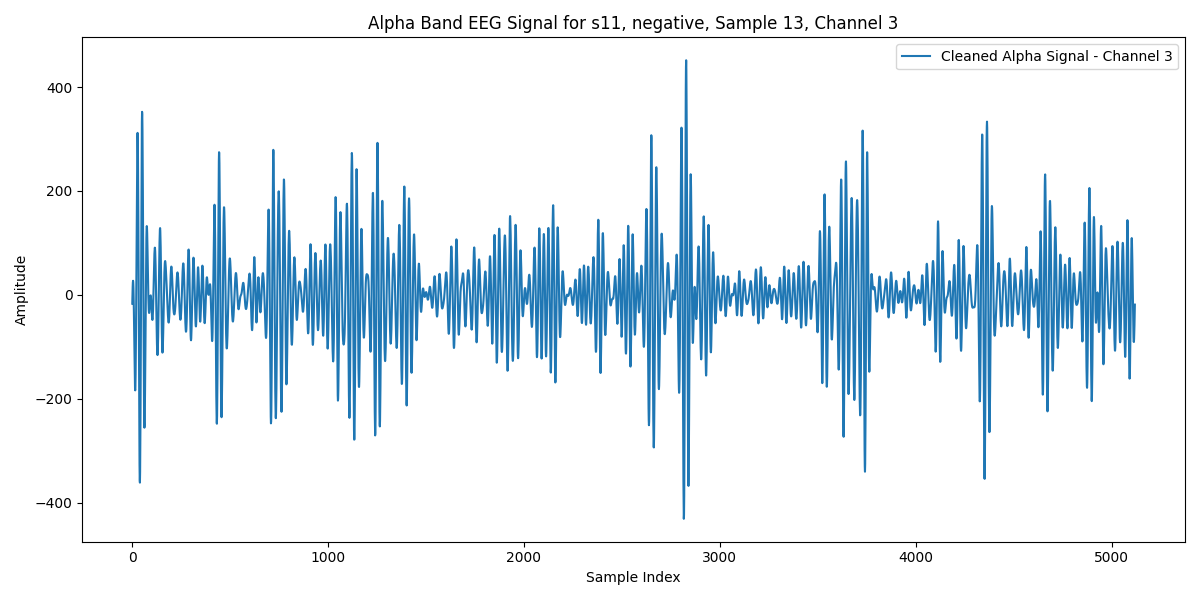 Alpha Band EEG Signal for s11, negative, Sample 13, Channel 3
Cleaned Alpha Signal - Channel 3
Amplitude
400
200
0
−200
−400
0 1000 2000 3000 4000 5000
Sample Index